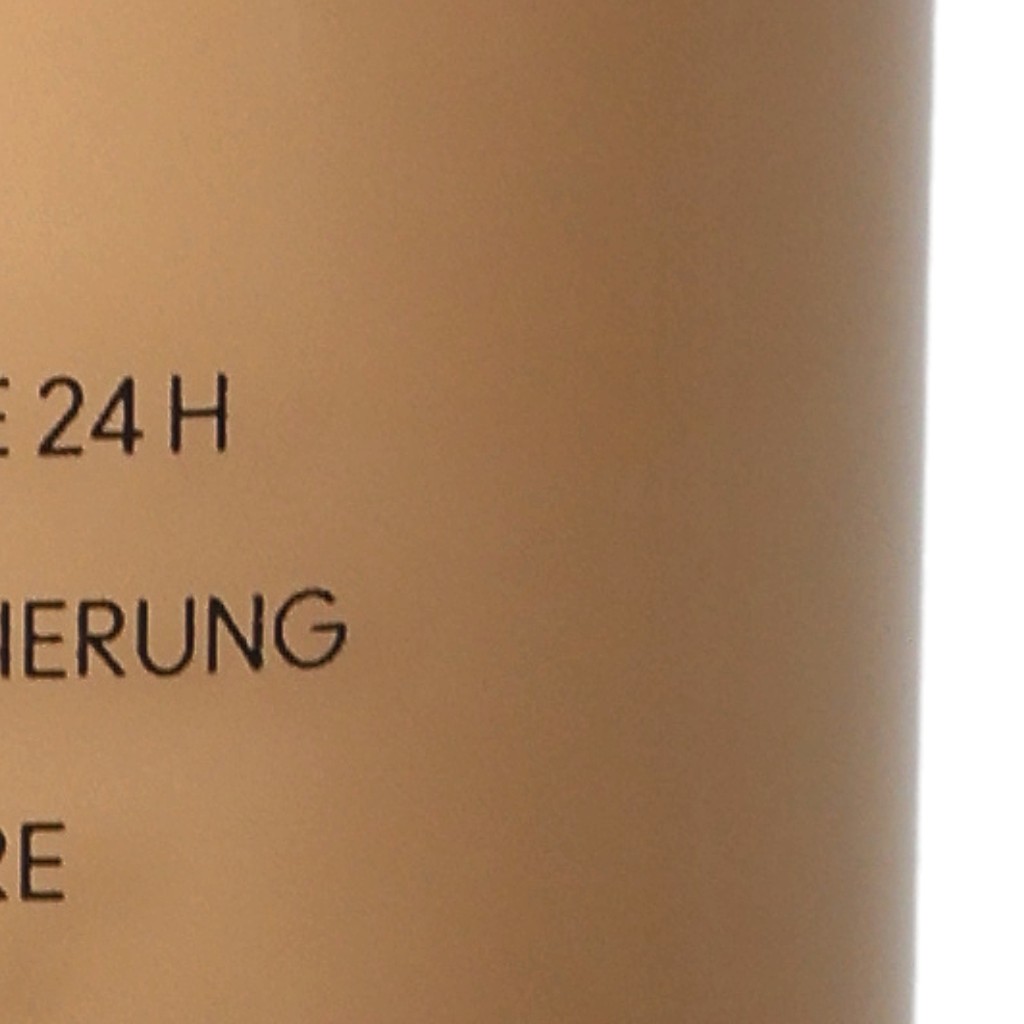 E 24 H
IERUNG
RE